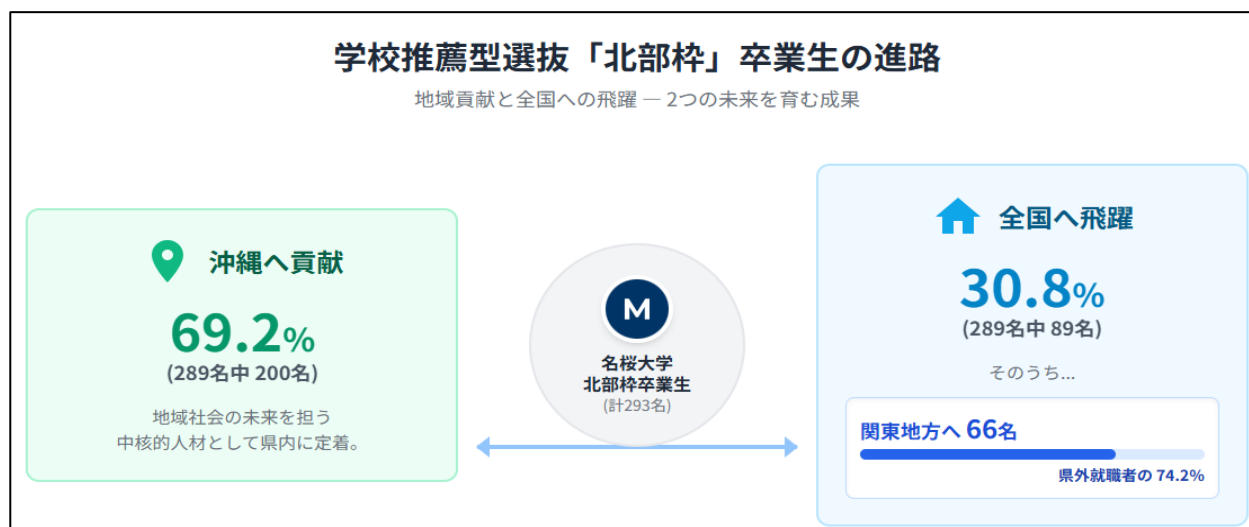 学校推薦型選抜「北部枠」卒業生の進路
地域貢献と全国への飛躍 — 2つの未来を育む成果
沖縄へ貢献
69.2%
(289名中 200名)
地域社会の未来を担う
中核的人材として県内に定着。
M
名桜大学
北部枠卒業生
(計293名)
全国へ飛躍
30.8%
(289名中 89名)
そのうち...
関東地方へ 66名
県外就職者の 74.2%